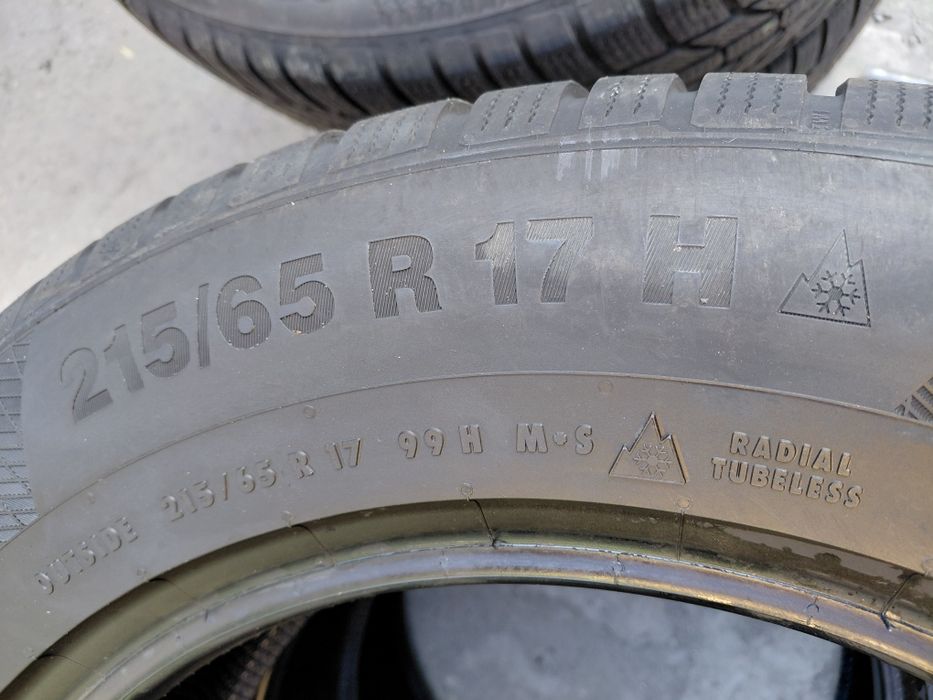 215/65 R 17 H
OUTSIDE 215/65 R 17 99 H M•S
RADIAL
TUBELESS